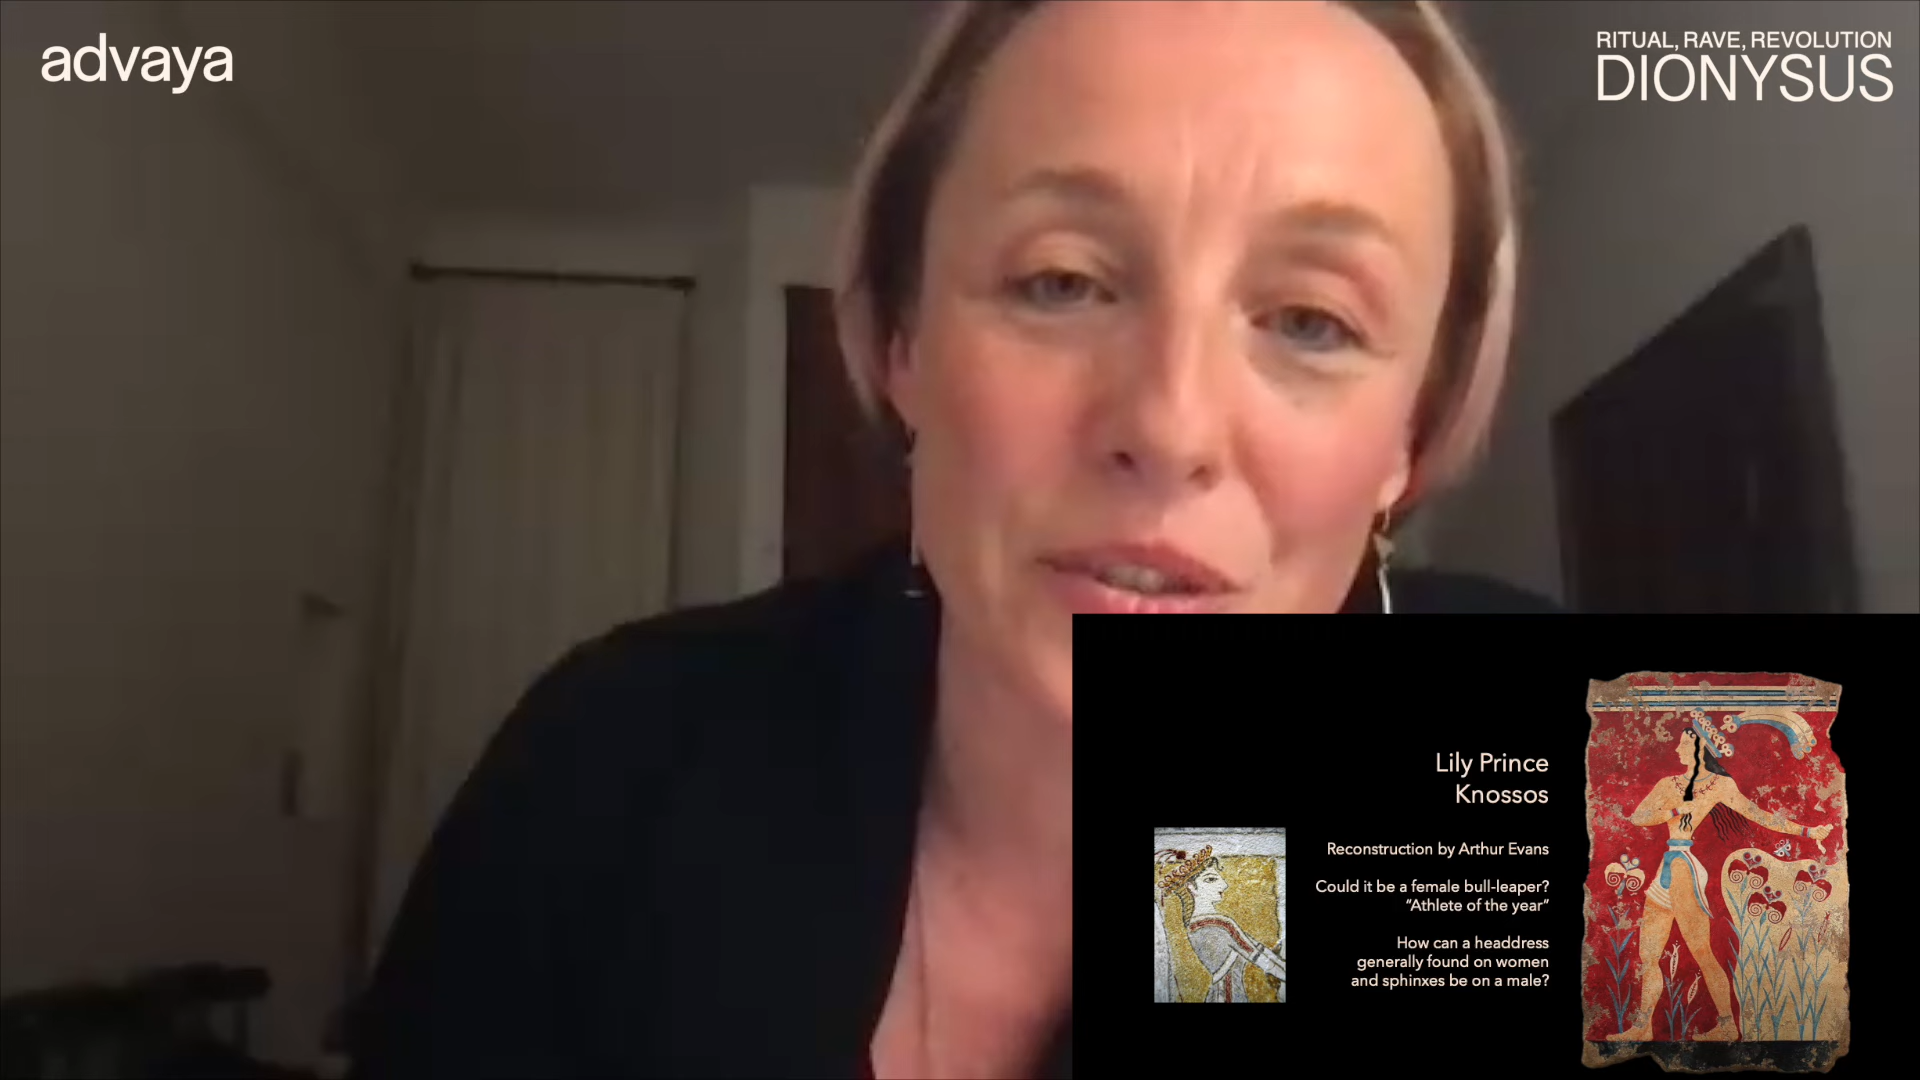 advaya
RITUAL, RAVE, REVOLUTION
DIONYSUS
Lily Prince
Knossos
Reconstruction by Arthur Evans
Could it be a female bull-leaper?
“Athlete of the year”
How can a headdress
generally found on women
and sphinxes be on a male?